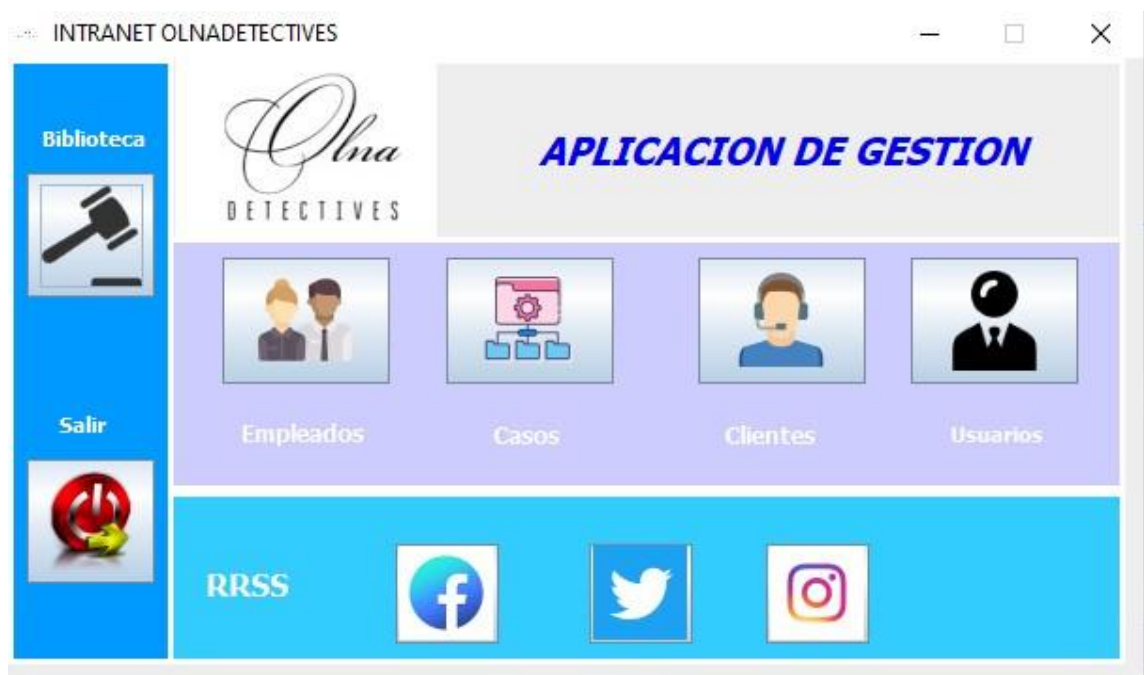 INTRANET OLNADETECTIVES
Biblioteca
Olna
DETECTIVES
APLICACION DE GESTION
Salir
Empleados
Casos
Clientes
Usuarios
RRSS